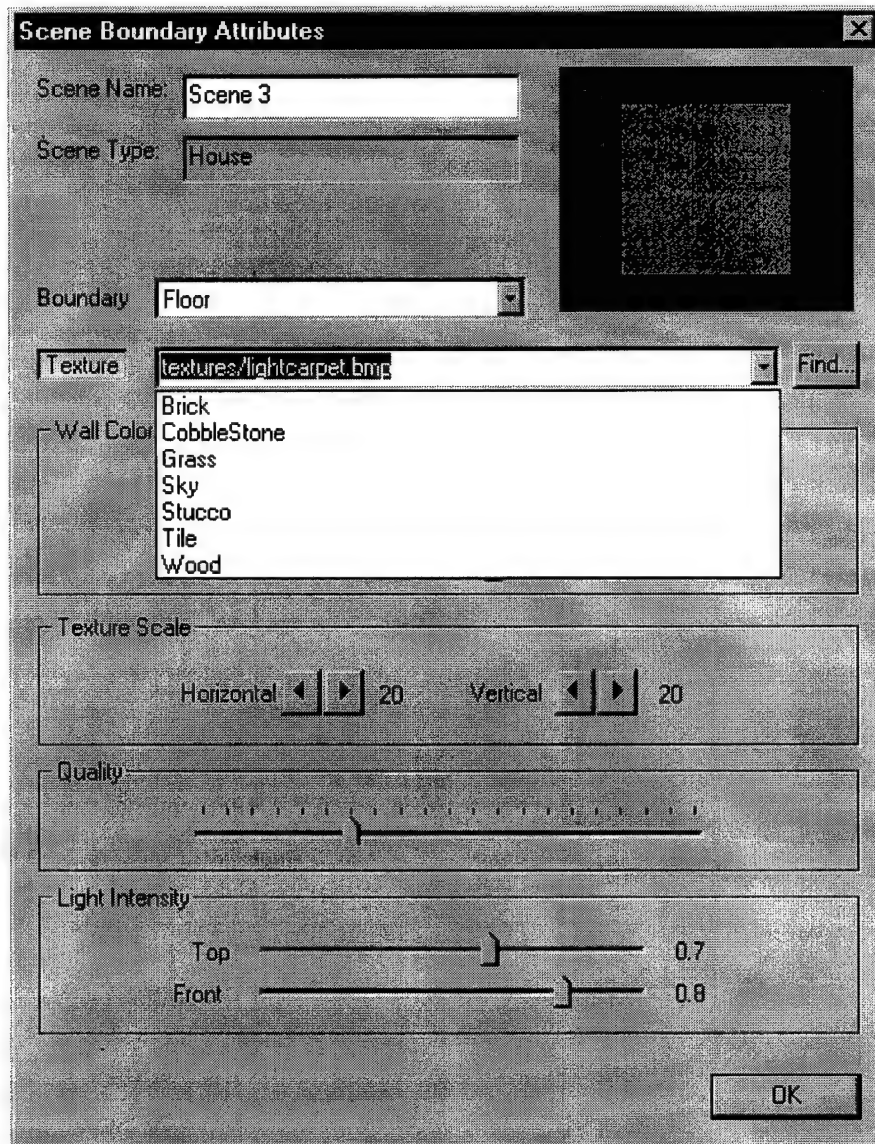 Scene Boundary Attributes
Scene Name: Scene 3
Scene Type: House
Boundary Floor
Texture textures/lightcarpet.bmp Find...
Brick
Wall Color CobbleStone
Grass
Sky
Stucco
Tile
Wood
Texture Scale
Horizontal 20 Vertical 20
Quality
Light Intensity
Top 0.7
Front 0.8
OK